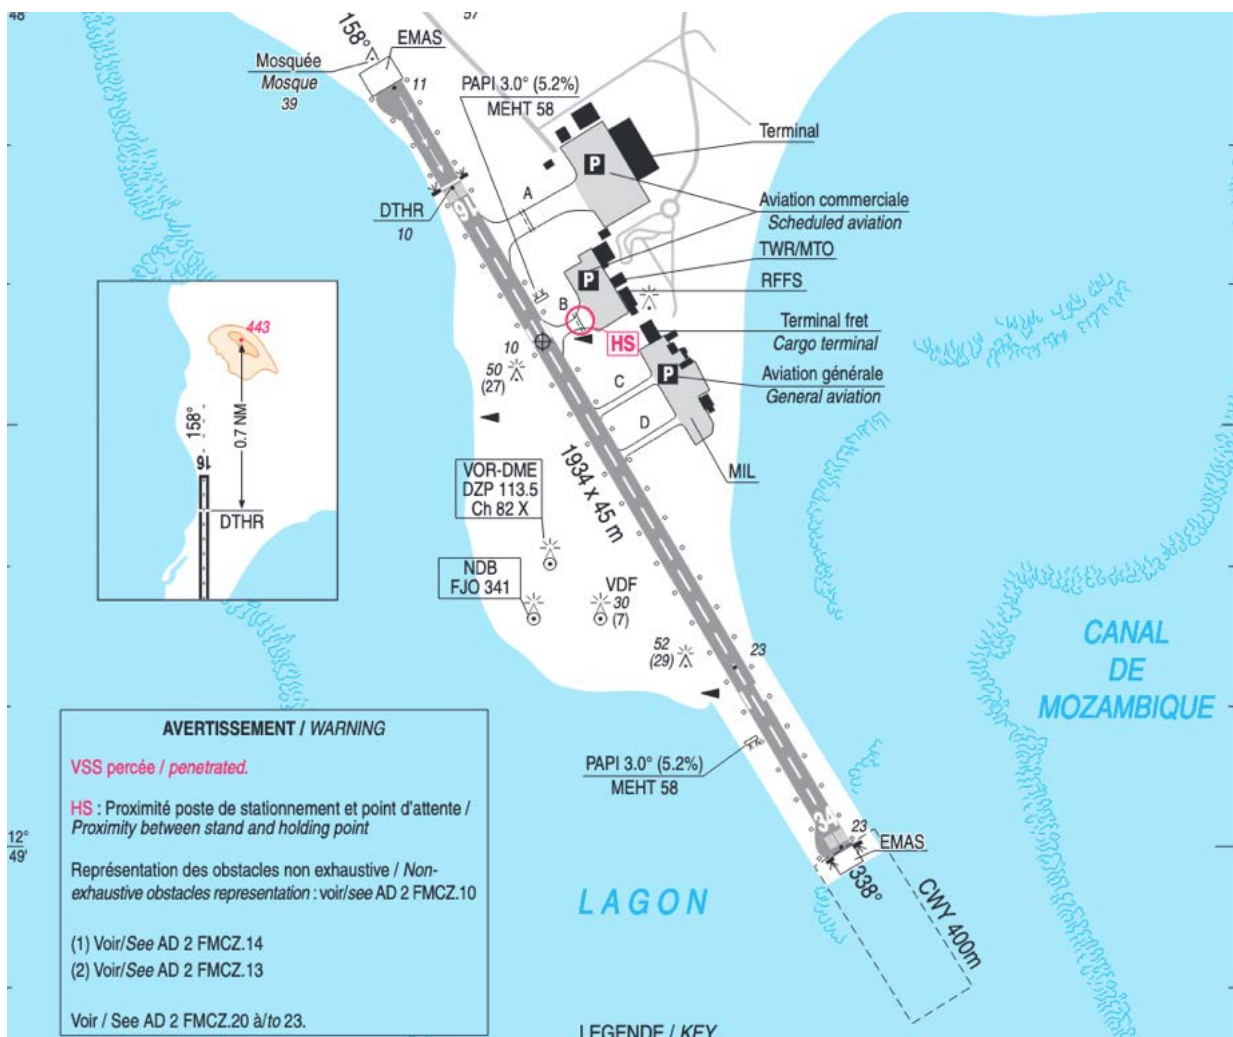 48'
57
158°
EMAS
Mosquée
Mosque
39
11
PAPI 3.0° (5.2%)
MEHT 58
Terminal
P
A
DTHR
10
16
Aviation commerciale
Scheduled aviation
TWR/MTO
P
RFFS
B
HS
Terminal fret
Cargo terminal
10
50
(27)
P
Aviation générale
General aviation
C
D
MIL
443
158°
0.7 NM
16
DTHR
1934 x 45 m
VOR-DME
DZP 113.5
Ch 82 X
NDB
FJO 341
VDF
30
(7)
52
(29)
23
CANAL
DE
MOZAMBIQUE
PAPI 3.0° (5.2%)
MEHT 58
34
23
EMAS
338°
CWY 400m
LAGON
12°
49'
AVERTISSEMENT / WARNING
VSS percée / penetrated.
HS : Proximité poste de stationnement et point d'attente /
Proximity between stand and holding point
Représentation des obstacles non exhaustive / Non-
exhaustive obstacles representation : voir/see AD 2 FMCZ.10
(1) Voir/See AD 2 FMCZ.14
(2) Voir/See AD 2 FMCZ.13
Voir / See AD 2 FMCZ.20 à/to 23.
LEGENDE / KEY